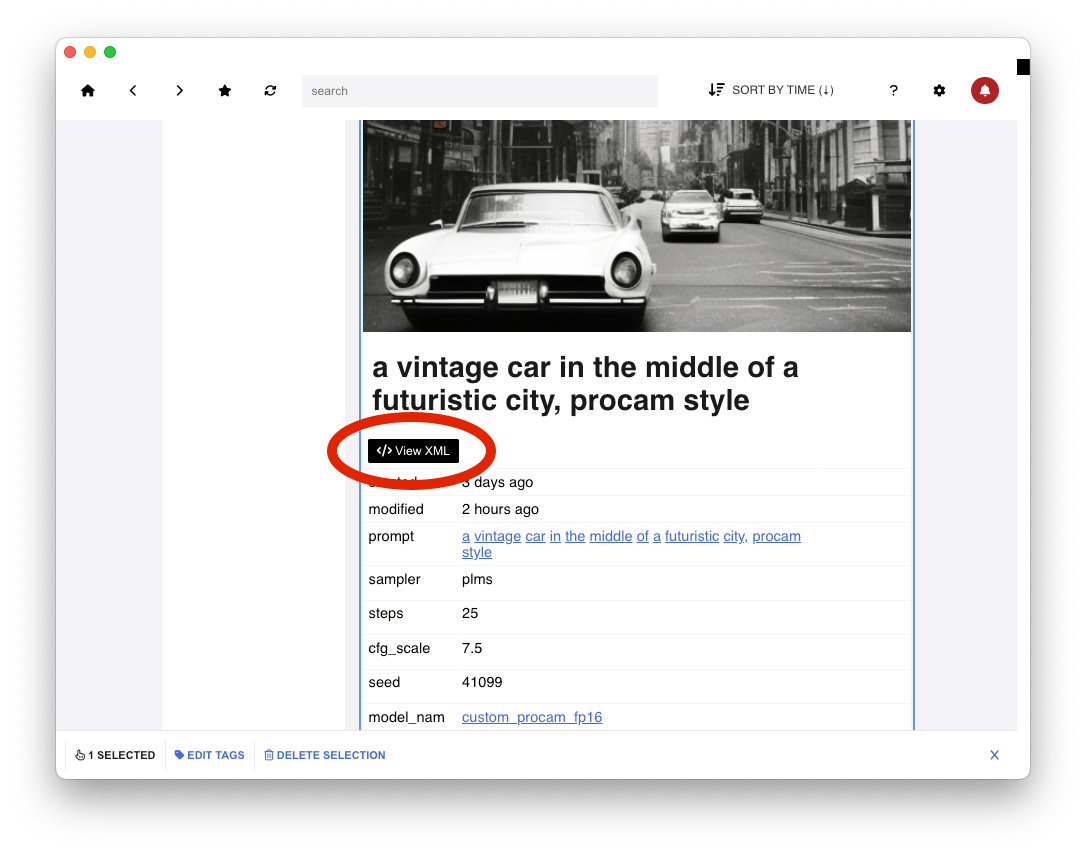 search
SORT BY TIME (↓)
?
a vintage car in the middle of a
futuristic city, procam style
</> View XML
created 3 days ago
modified 2 hours ago
prompt a vintage car in the middle of a futuristic city, procam
style
sampler plms
steps 25
cfg_scale 7.5
seed 41099
model_nam custom_procam_fp16
1 SELECTED EDIT TAGS DELETE SELECTION X